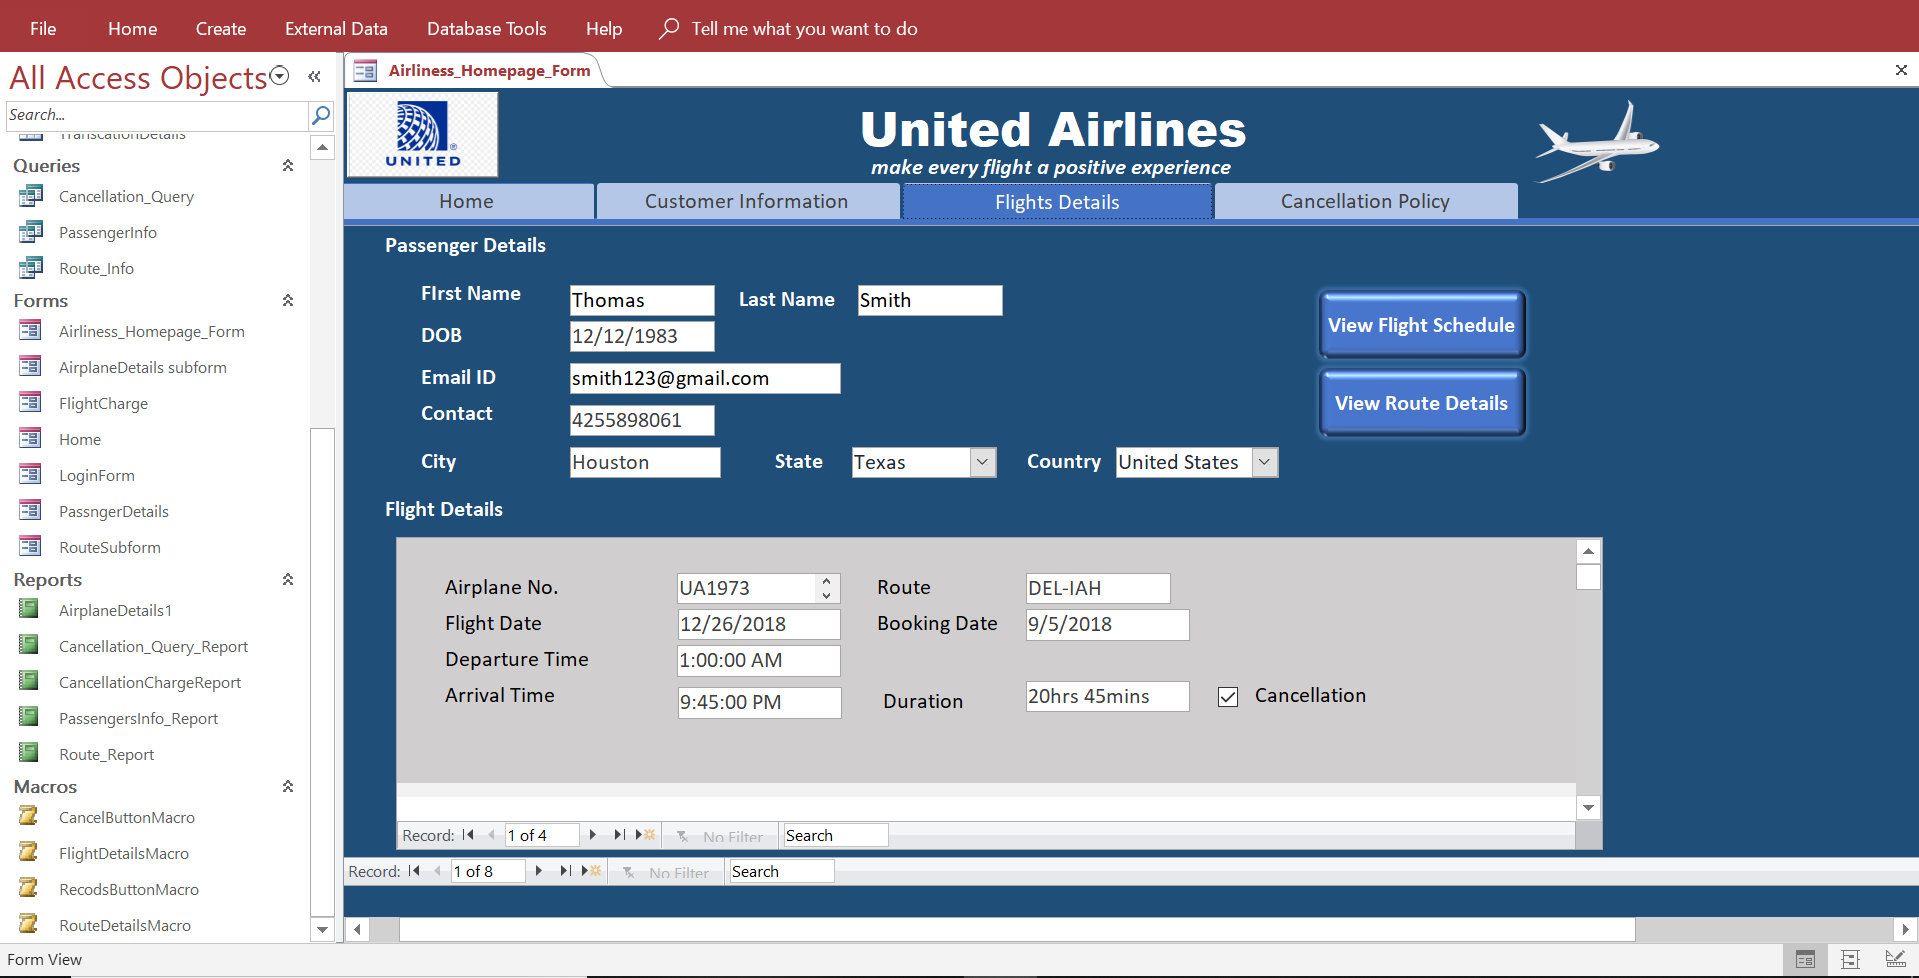 File Home Create External Data Database Tools Help Tell me what you want to do
All Access Objects
Search...
TranscationDetails
Queries
Cancellation_Query
PassengerInfo
Route_Info
Forms
Airliness_Homepage_Form
AirplaneDetails subform
FlightCharge
Home
LoginForm
PassngerDetails
RouteSubform
Reports
AirplaneDetails1
Cancellation_Query_Report
CancellationChargeReport
PassengersInfo_Report
Route_Report
Macros
CancelButtonMacro
FlightDetailsMacro
RecodsButtonMacro
RouteDetailsMacro
Airliness_Homepage_Form
UNITED
United Airlines
make every flight a positive experience
Home Customer Information Flights Details Cancellation Policy
Passenger Details
FIrst Name Thomas Last Name Smith
DOB 12/12/1983
Email ID smith123@gmail.com
Contact 4255898061
City Houston State Texas Country United States
View Flight Schedule
View Route Details
Flight Details
Airplane No. UA1973 Route DEL-IAH
Flight Date 12/26/2018 Booking Date 9/5/2018
Departure Time 1:00:00 AM
Arrival Time 9:45:00 PM Duration 20hrs 45mins Cancellation
Record: 1 of 4 No Filter Search
Record: 1 of 8 No Filter Search
Form View